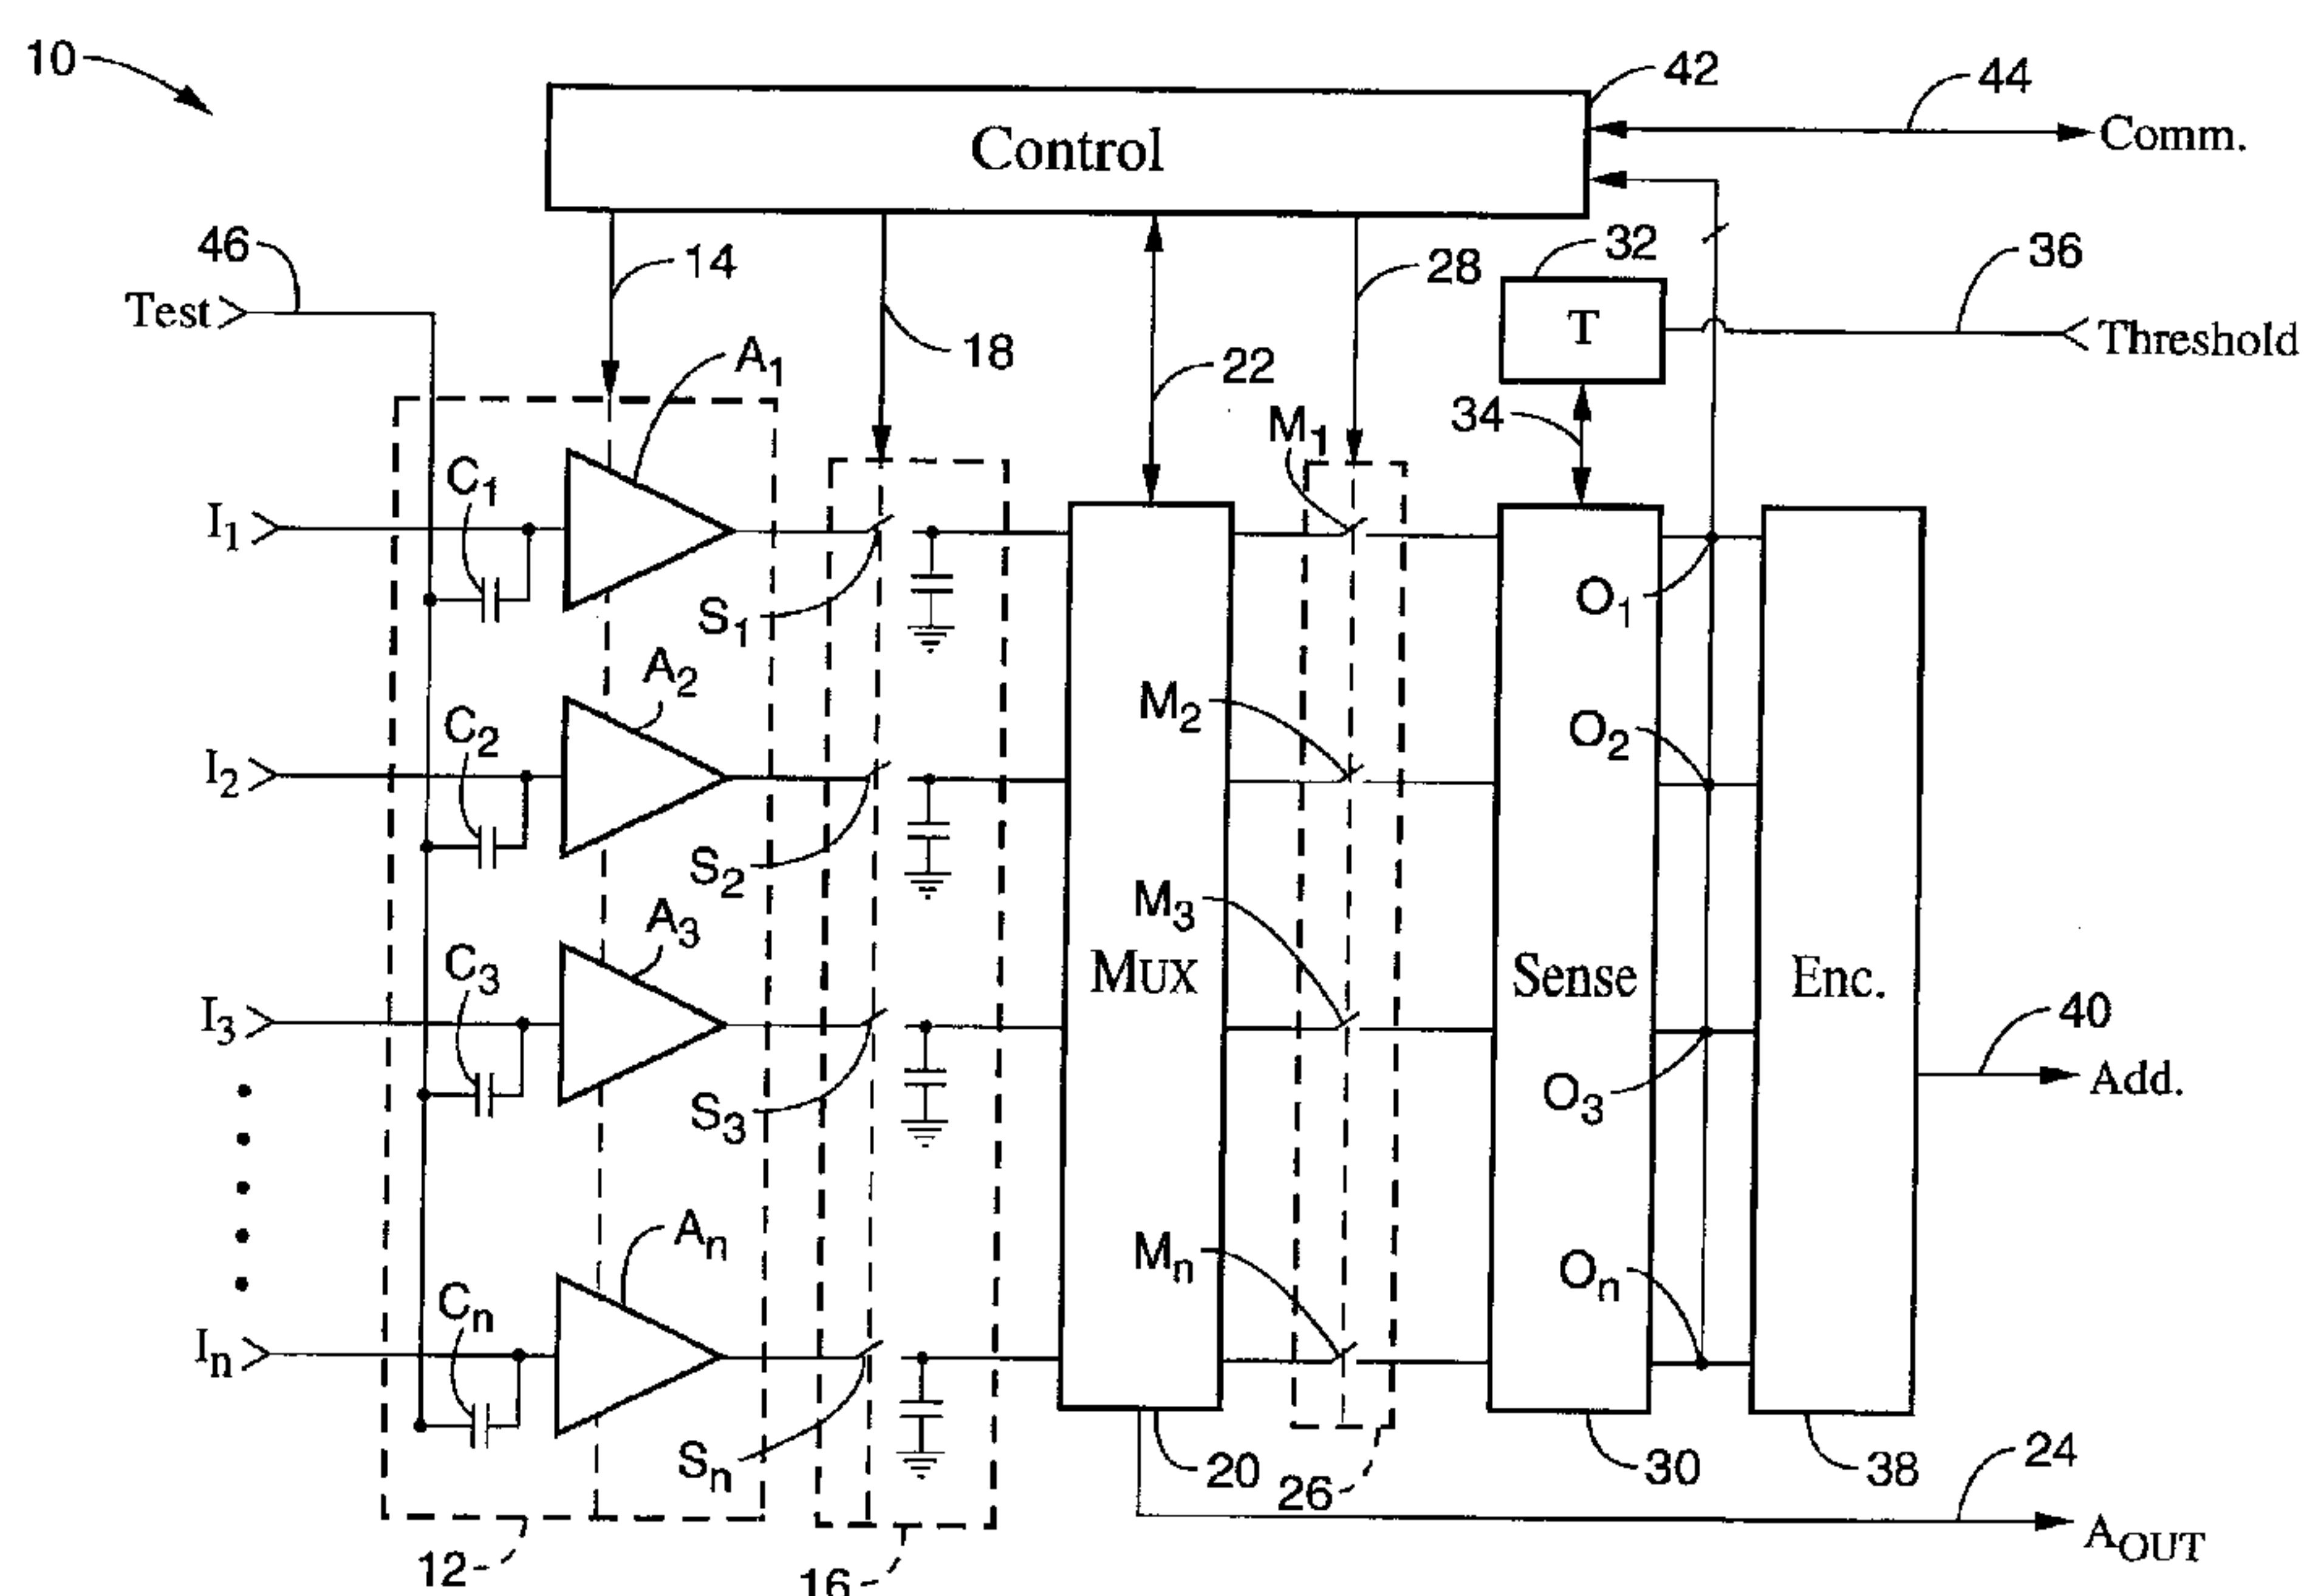 10
42
44
Control
Comm.
46
14
32
36
28
Test
T
Threshold
18
22
A1
34
M1
C1
I1
S1
O1
A2
M2
C2
O2
I2
S2
M3
A3
C3
MUX
Sense
Enc.
I3
40
S3
O3
Add.
An
Mn
On
Cn
In
Sn
20
26
30
38
24
12
16
AOUT